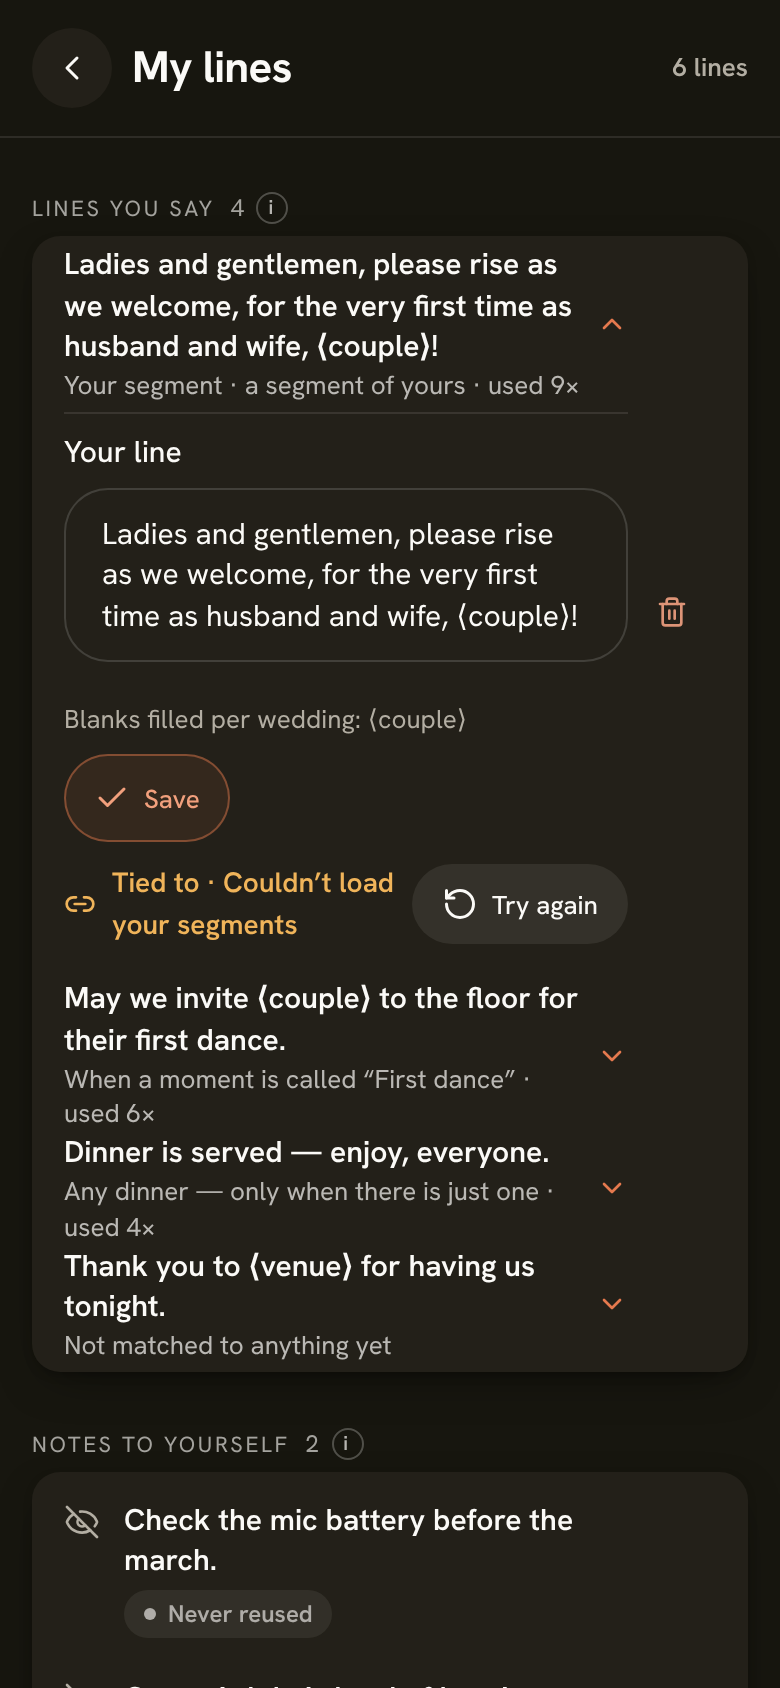 My lines
6 lines
LINES YOU SAY 4 i
Ladies and gentlemen, please rise as
we welcome, for the very first time as
husband and wife, ⟨couple⟩!
Your segment · a segment of yours · used 9×
Your line
Ladies and gentlemen, please rise
as we welcome, for the very first
time as husband and wife, ⟨couple⟩!
Blanks filled per wedding: ⟨couple⟩
Save
Tied to · Couldn’t load
your segments
Try again
May we invite ⟨couple⟩ to the floor for
their first dance.
When a moment is called “First dance” ·
used 6×
Dinner is served — enjoy, everyone.
Any dinner — only when there is just one ·
used 4×
Thank you to ⟨venue⟩ for having us
tonight.
Not matched to anything yet
NOTES TO YOURSELF 2 i
Check the mic battery before the
march.
Never reused